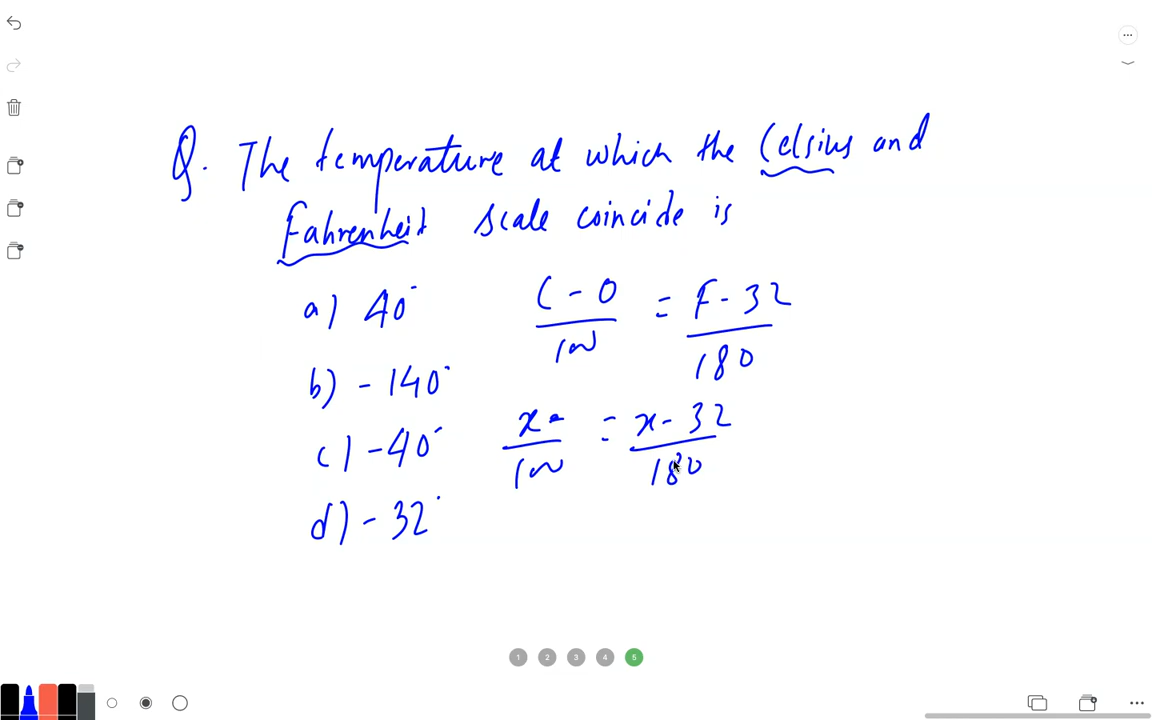 Q. The temperature at which the Celsius and
Fahrenheit scale coincide is
a) 40°
C - 0 = F - 32
100 180
b) - 140°
x - = x - 32
100 180
c) - 40°
d) - 32°
1 2 3 4 5